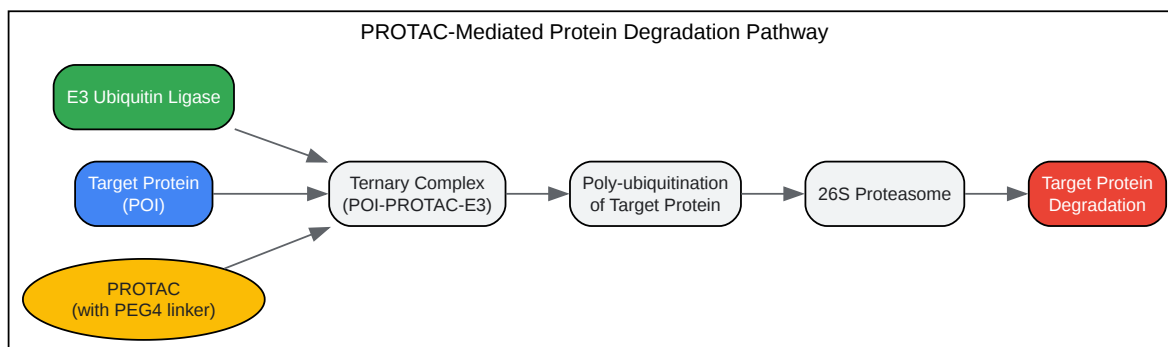 PROTAC-Mediated Protein Degradation Pathway
E3 Ubiquitin Ligase
Target Protein
(POI)
PROTAC
(with PEG4 linker)
Ternary Complex
(POI-PROTAC-E3)
Poly-ubiquitination
of Target Protein
26S Proteasome
Target Protein
Degradation